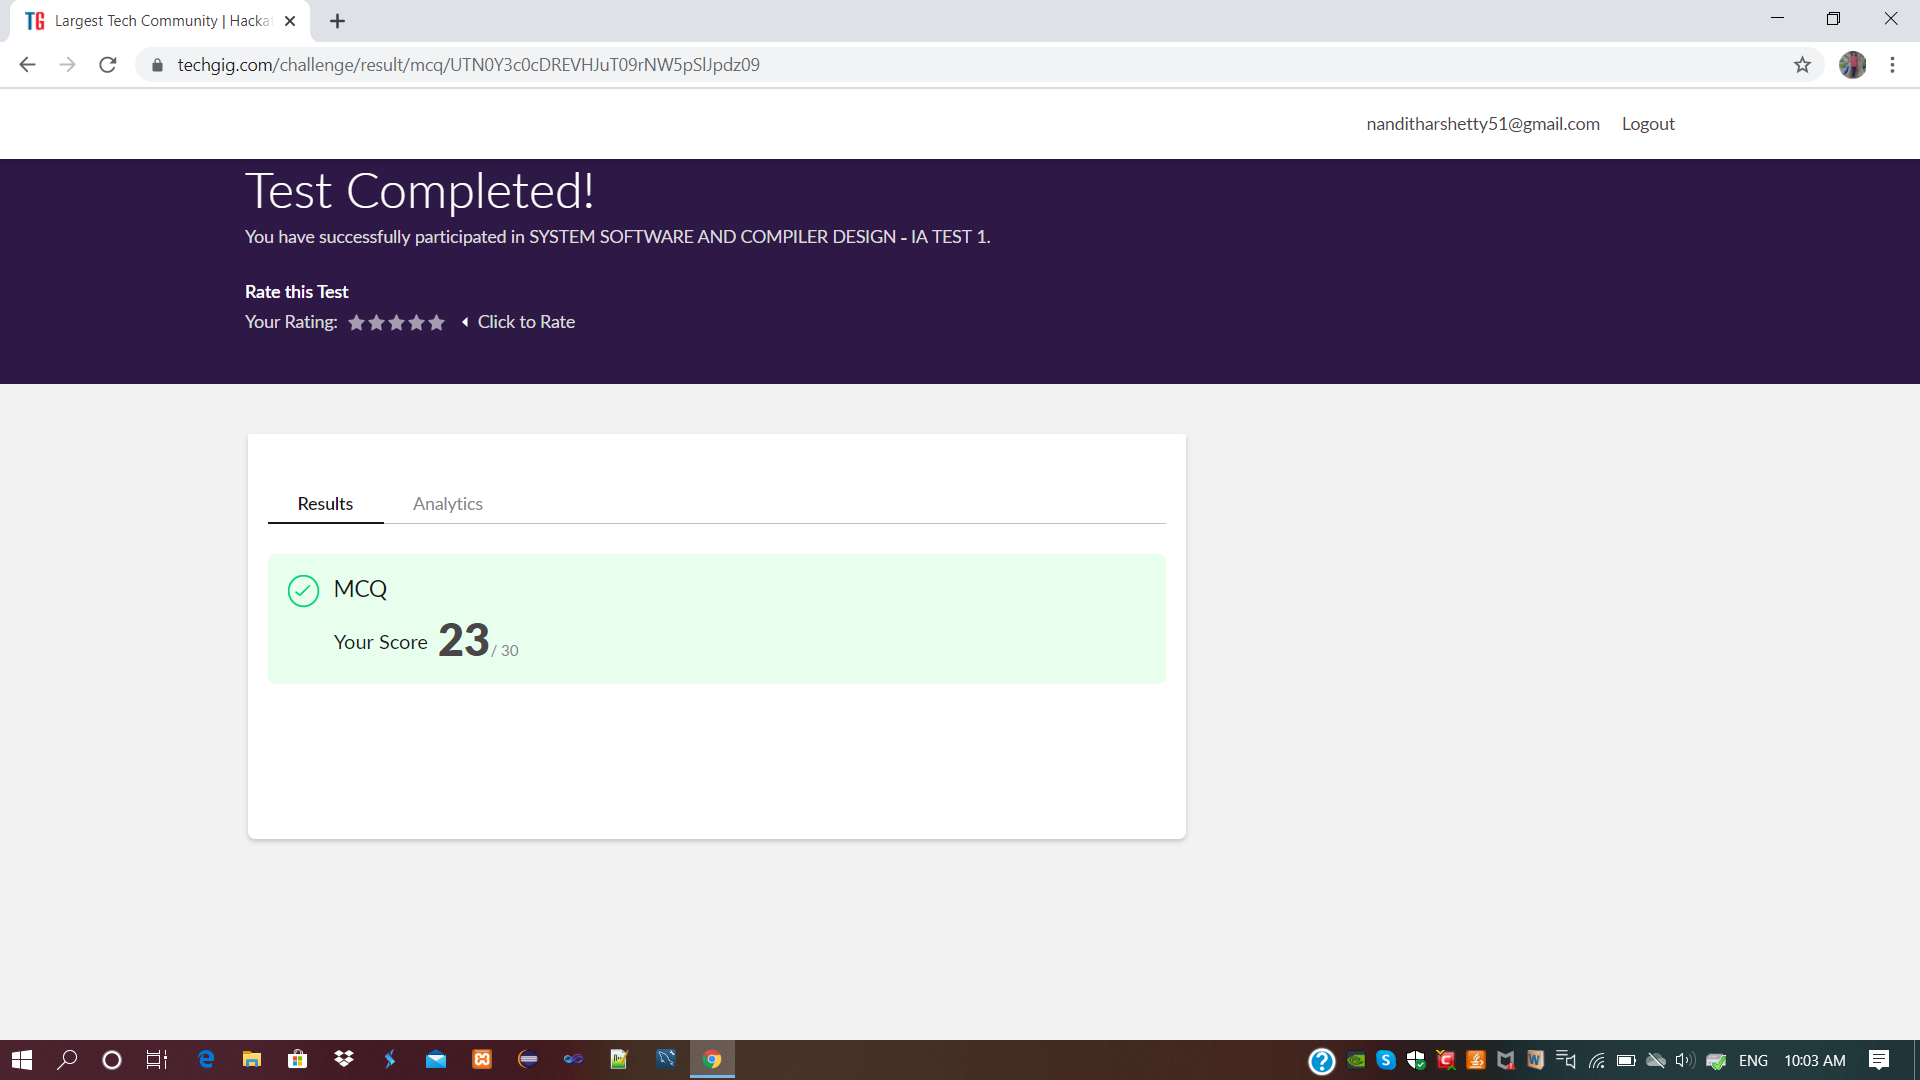 TG Largest Tech Community | Hacka
techgig.com/challenge/result/mcq/UTN0Y3c0cDREVHJuT09rNW5pSlJpdz09
nanditharshetty51@gmail.com Logout
Test Completed!
You have successfully participated in SYSTEM SOFTWARE AND COMPILER DESIGN - IA TEST 1.
Rate this Test
Your Rating: Click to Rate
Results Analytics
MCQ
Your Score 23 / 30
ENG 10:03 AM